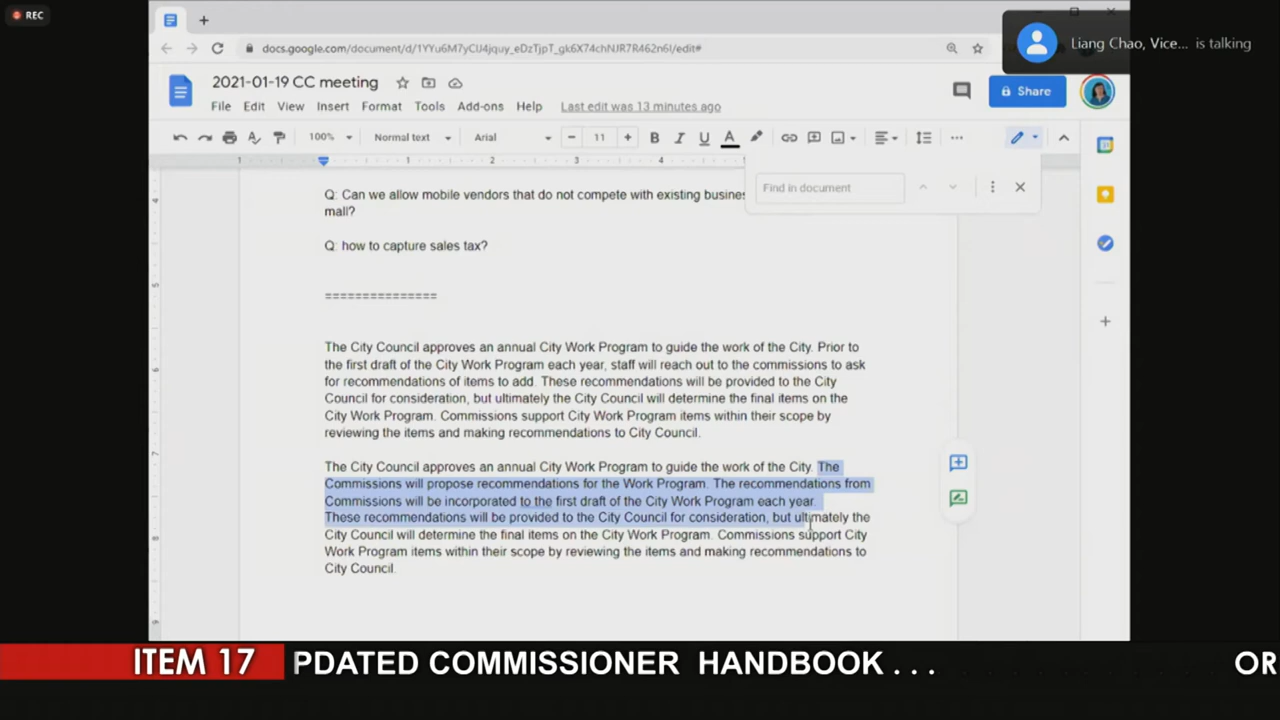 REC
Liang Chao, Vice... is talking
docs.google.com/document/d/1YYu6M7yCU4jquy_eDzTjpT_gk6X74chNJR7R462n6I/edit#
2021-01-19 CC meeting
File Edit View Insert Format Tools Add-ons Help Last edit was 13 minutes ago
Share
100% Normal text Arial 11
1 1 2 3 4
Find in document
Q: Can we allow mobile vendors that do not compete with existing
mall?
Q: how to capture sales tax?
===============
The City Council approves an annual City Work Program to guide the work of the City. Prior to
the first draft of the City Work Program each year, staff will reach out to the commissions to ask
for recommendations of items to add. These recommendations will be provided to the City
Council for consideration, but ultimately the City Council will determine the final items on the
City Work Program. Commissions support City Work Program items within their scope by
reviewing the items and making recommendations to City Council.
The City Council approves an annual City Work Program to guide the work of the City. The
Commissions will propose recommendations for the Work Program. The recommendations from
Commissions will be incorporated to the first draft of the City Work Program each year.
These recommendations will be provided to the City Council for consideration, but ultimately the
City Council will determine the final items on the City Work Program. Commissions support City
Work Program items within their scope by reviewing the items and making recommendations to
City Council.
ITEM 17 PDATED COMMISSIONER HANDBOOK . . . OR